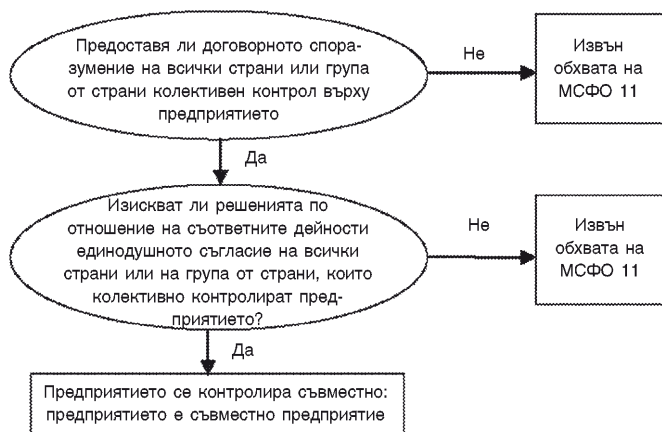 Предоставя ли договорното спора-
зумение на всички страни или група
от страни колективен контрол върху
предприятието
Не
Извън
обхвата на
МСФО 11
Да
Изискват ли решенията по
отношение на съответните дейности
единодушното съгласие на всички
страни или на група от страни, които
колективно контролират пред-
приятието?
Не
Извън
обхвата на
МСФО 11
Да
Предприятието се контролира съвместно:
предприятието е съвместно предприятие